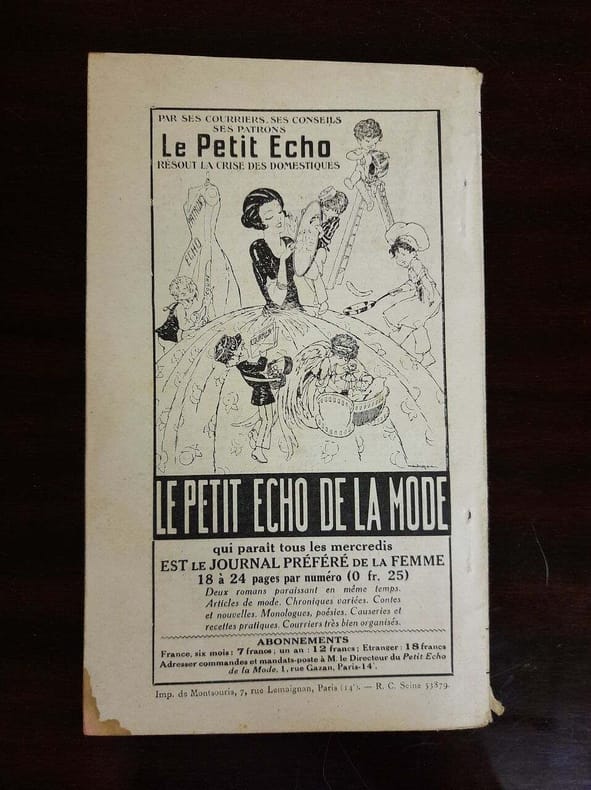 PAR SES COURRIERS, SES CONSEILS
SES PATRONS
Le Petit Echo
RÉSOUT LA CRISE DES DOMESTIQUES
PATRONS
ECHO
LE PETIT ECHO DE LA MODE
qui parait tous les mercredis
EST LE JOURNAL PRÉFÉRÉ DE LA FEMME
18 à 24 pages par numéro (0 fr. 25)
Deux romans paraissant en même temps.
Articles de mode. Chroniques variées. Contes
et nouvelles. Monologues, poésies. Causeries et
recettes pratiques. Courriers très bien organisés.
ABONNEMENTS
France, six mois : 7 francs ; un an : 12 francs ; Etranger : 18 francs
Adresser commandes et mandats-poste à M. le Directeur du Petit Echo
de la Mode, 1, rue Gazan, Paris-14ᵉ.
Imp. de Montsouris, 7, rue Lemaignan, Paris (14ᵉ). — R. C. Seine 53879.